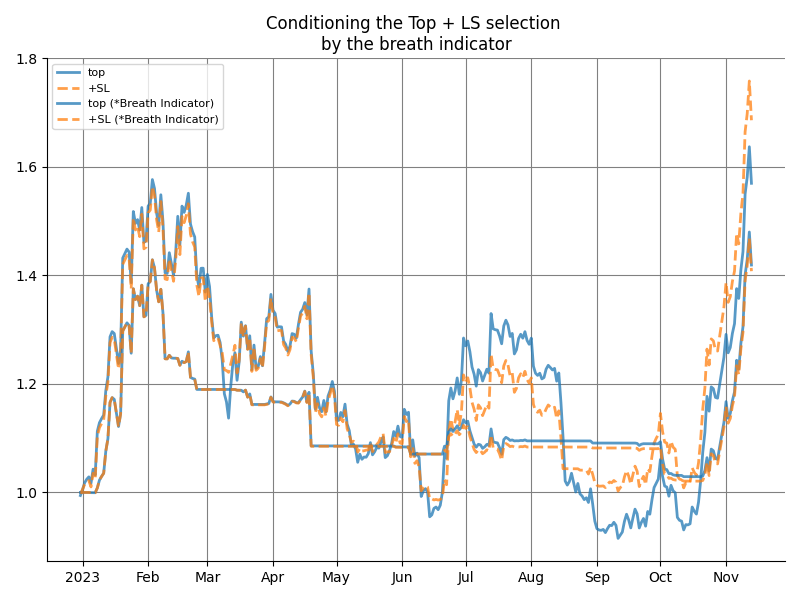 Conditioning the Top + LS selection
by the breath indicator
top
+SL
top (*Breath Indicator)
+SL (*Breath Indicator)
1.8
1.6
1.4
1.2
1.0
2023 Feb Mar Apr May Jun Jul Aug Sep Oct Nov